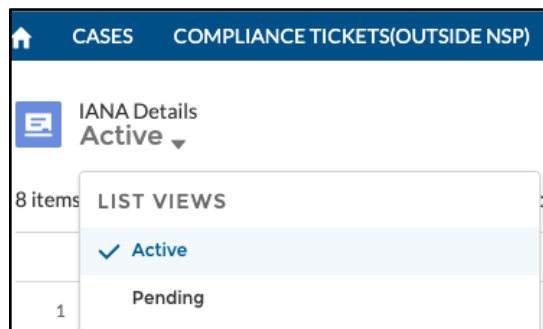 CASES COMPLIANCE TICKETS(OUTSIDE NSP)
IANA Details
Active
8 items
LIST VIEWS
Active
Pending
1